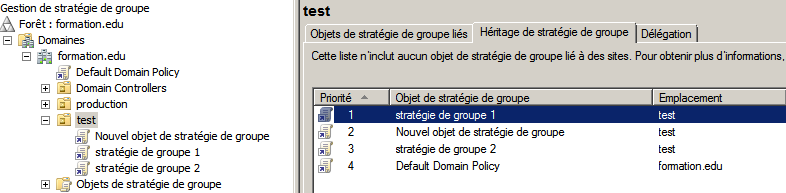 Gestion de stratégie de groupe
Forêt : formation.edu
Domaines
formation.edu
Default Domain Policy
Domain Controllers
production
test
Nouvel objet de stratégie de groupe
stratégie de groupe 1
stratégie de groupe 2
Objets de stratégie de groupe
test
Objets de stratégie de groupe liés Héritage de stratégie de groupe Délégation
Cette liste n'inclut aucun objet de stratégie de groupe lié à des sites. Pour obtenir plus d'informations,
Priorité Objet de stratégie de groupe Emplacement
1 stratégie de groupe 1 test
2 Nouvel objet de stratégie de groupe test
3 stratégie de groupe 2 test
4 Default Domain Policy formation.edu